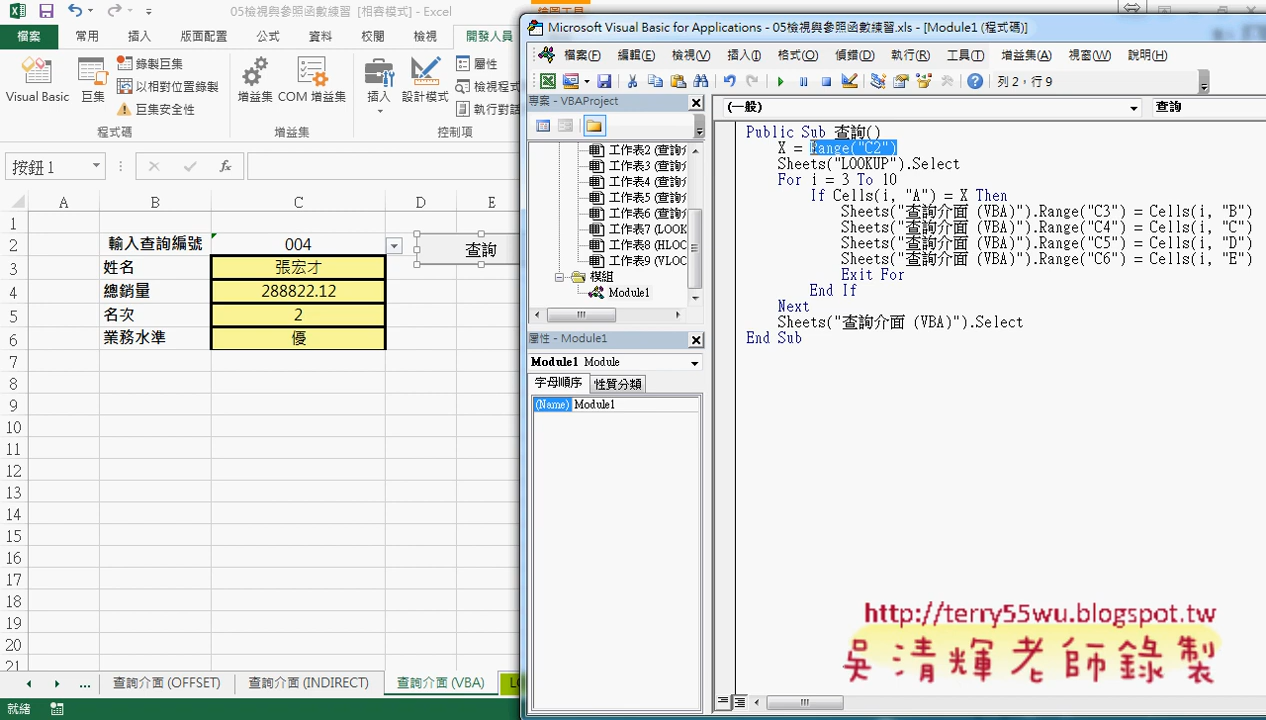 05檢視與參照函數練習 [相容模式] - Excel
檔案 常用 插入 版面配置 公式 資料 校閱 檢視 開發人員
Visual Basic 巨集 錄製巨集 以相對位置錄製 巨集安全性 增益集 COM 增益集 插入 設計模式 屬性 檢視程式 執行對話
程式碼 增益集 控制項
按鈕 1
A B C D E
1
2 輸入查詢編號 004 查詢
3 姓名 張宏才
4 總銷量 288822.12
5 名次 2
6 業務水準 優
7
8
9
10
11
12
13
14
15
16
17
18
19
20
21
... 查詢介面 (OFFSET) 查詢介面 (INDIRECT) 查詢介面 (VBA)
就緒
Microsoft Visual Basic for Applications - 05檢視與參照函數練習.xls - [Module1 (程式碼)]
檔案(F) 編輯(E) 檢視(V) 插入(I) 格式(O) 偵錯(D) 執行(R) 工具(T) 增益集(A) 視窗(W) 說明(H)
列 2, 行 9
專案 - VBAProject
工作表2 (查詢
工作表3 (查詢
工作表4 (查詢
工作表5 (查詢
工作表6 (查詢
工作表7 (LOOK
工作表8 (HLOC
工作表9 (VLOC
模組
Module1
屬性 - Module1
Module1 Module
字母順序 性質分類
(Name) Module1
(一般) 查詢
Public Sub 查詢()
X = Range("C2")
Sheets("LOOKUP").Select
For i = 3 To 10
If Cells(i, "A") = X Then
Sheets("查詢介面 (VBA)").Range("C3") = Cells(i, "B")
Sheets("查詢介面 (VBA)").Range("C4") = Cells(i, "C")
Sheets("查詢介面 (VBA)").Range("C5") = Cells(i, "D")
Sheets("查詢介面 (VBA)").Range("C6") = Cells(i, "E")
Exit For
End If
Next
Sheets("查詢介面 (VBA)").Select
End Sub
http://terry55wu.blogspot.tw
吳清輝老師錄製